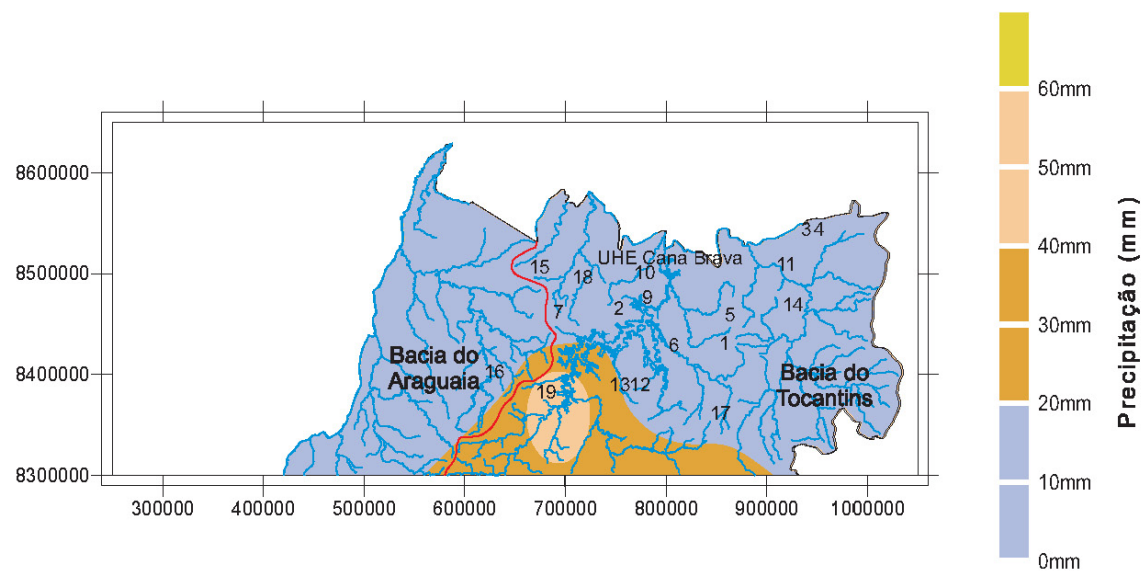 60mm
50mm
40mm
30mm
20mm
10mm
0mm
Precipitação (mm)
8600000
8500000
8400000
8300000
34
UHE Cana Brava
15
18
10
11
7
2
9
5
14
6
1
Bacia do
Araguaia
16
19
1312
17
Bacia do
Tocantins
300000 400000 500000 600000 700000 800000 900000 1000000